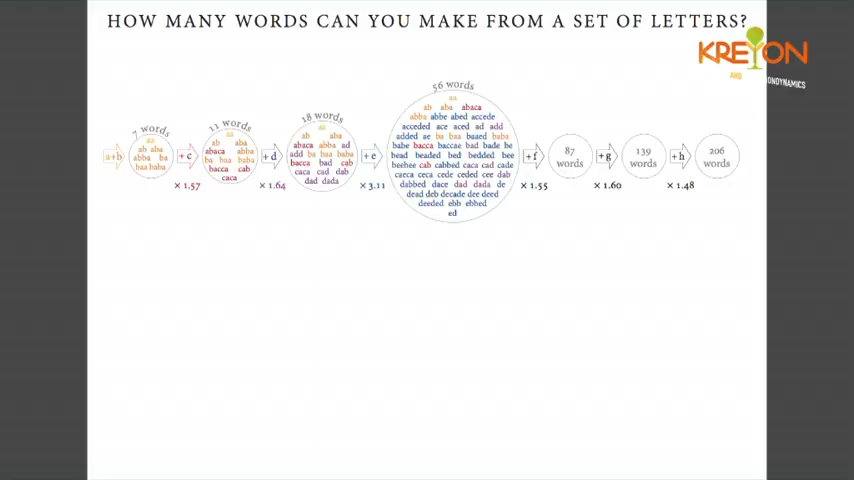 HOW MANY WORDS CAN YOU MAKE FROM A SET OF LETTERS?
KREYON
AND
ONDYNAMICS
a+b
7 words
aa
ab aba
abba ba
baa baba
+ c
× 1.57
11 words
aa
ab aba
abaca abba
ba baa baba
bacca cab
caca
+ d
× 1.64
18 words
aa
ab aba
abaca abba ad
add ba baa baba
bacca bad cab
caca cad dab
dad dada
+ e
× 3.11
56 words
aa
ab aba abaca
abba abbe abed accede
acceded ace aced ad add
added ae ba baa baaed baba
babe bacca baccae bad bade be
bead beaded bed bedded bee
beebee cab cabbed caca cad cade
caeca ceca cede ceded cee dab
dabbed dace dad dada de
dead deb decade dee deed
deeded ebb ebbed
ed
+ f
× 1.55
87
words
+ g
× 1.60
139
words
+ h
× 1.48
206
words